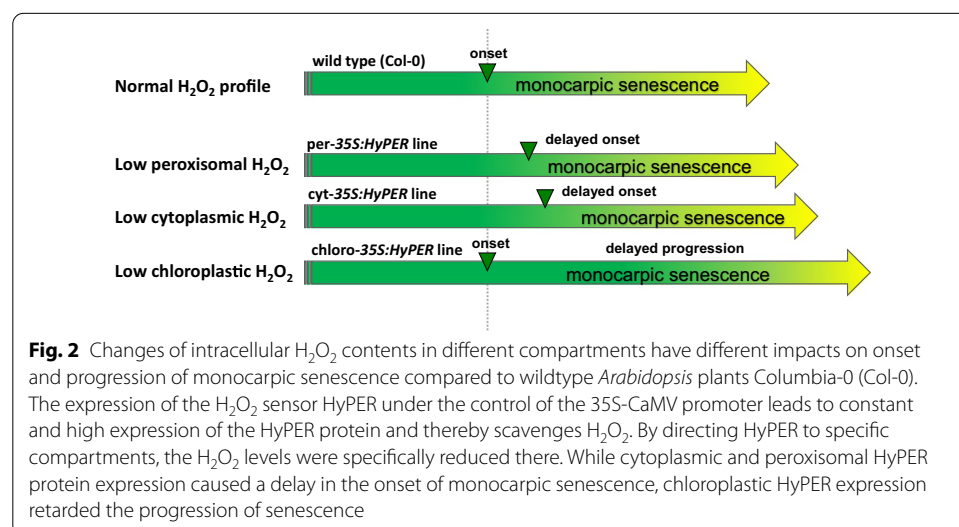 wild type (Col-0) onset
Normal H₂O₂ profile monocarpic senescence
per-35S:HyPER line delayed onset
Low peroxisomal H₂O₂ monocarpic senescence
cyt-35S:HyPER line delayed onset
Low cytoplasmic H₂O₂ monocarpic senescence
chloro-35S:HyPER line onset delayed progression
Low chloroplastic H₂O₂ monocarpic senescence
Fig. 2 Changes of intracellular H₂O₂ contents in different compartments have different impacts on onset
and progression of monocarpic senescence compared to wildtype Arabidopsis plants Columbia-0 (Col-0).
The expression of the H₂O₂ sensor HyPER under the control of the 35S-CaMV promoter leads to constant
and high expression of the HyPER protein and thereby scavenges H₂O₂. By directing HyPER to specific
compartments, the H₂O₂ levels were specifically reduced there. While cytoplasmic and peroxisomal HyPER
protein expression caused a delay in the onset of monocarpic senescence, chloroplastic HyPER expression
retarded the progression of senescence